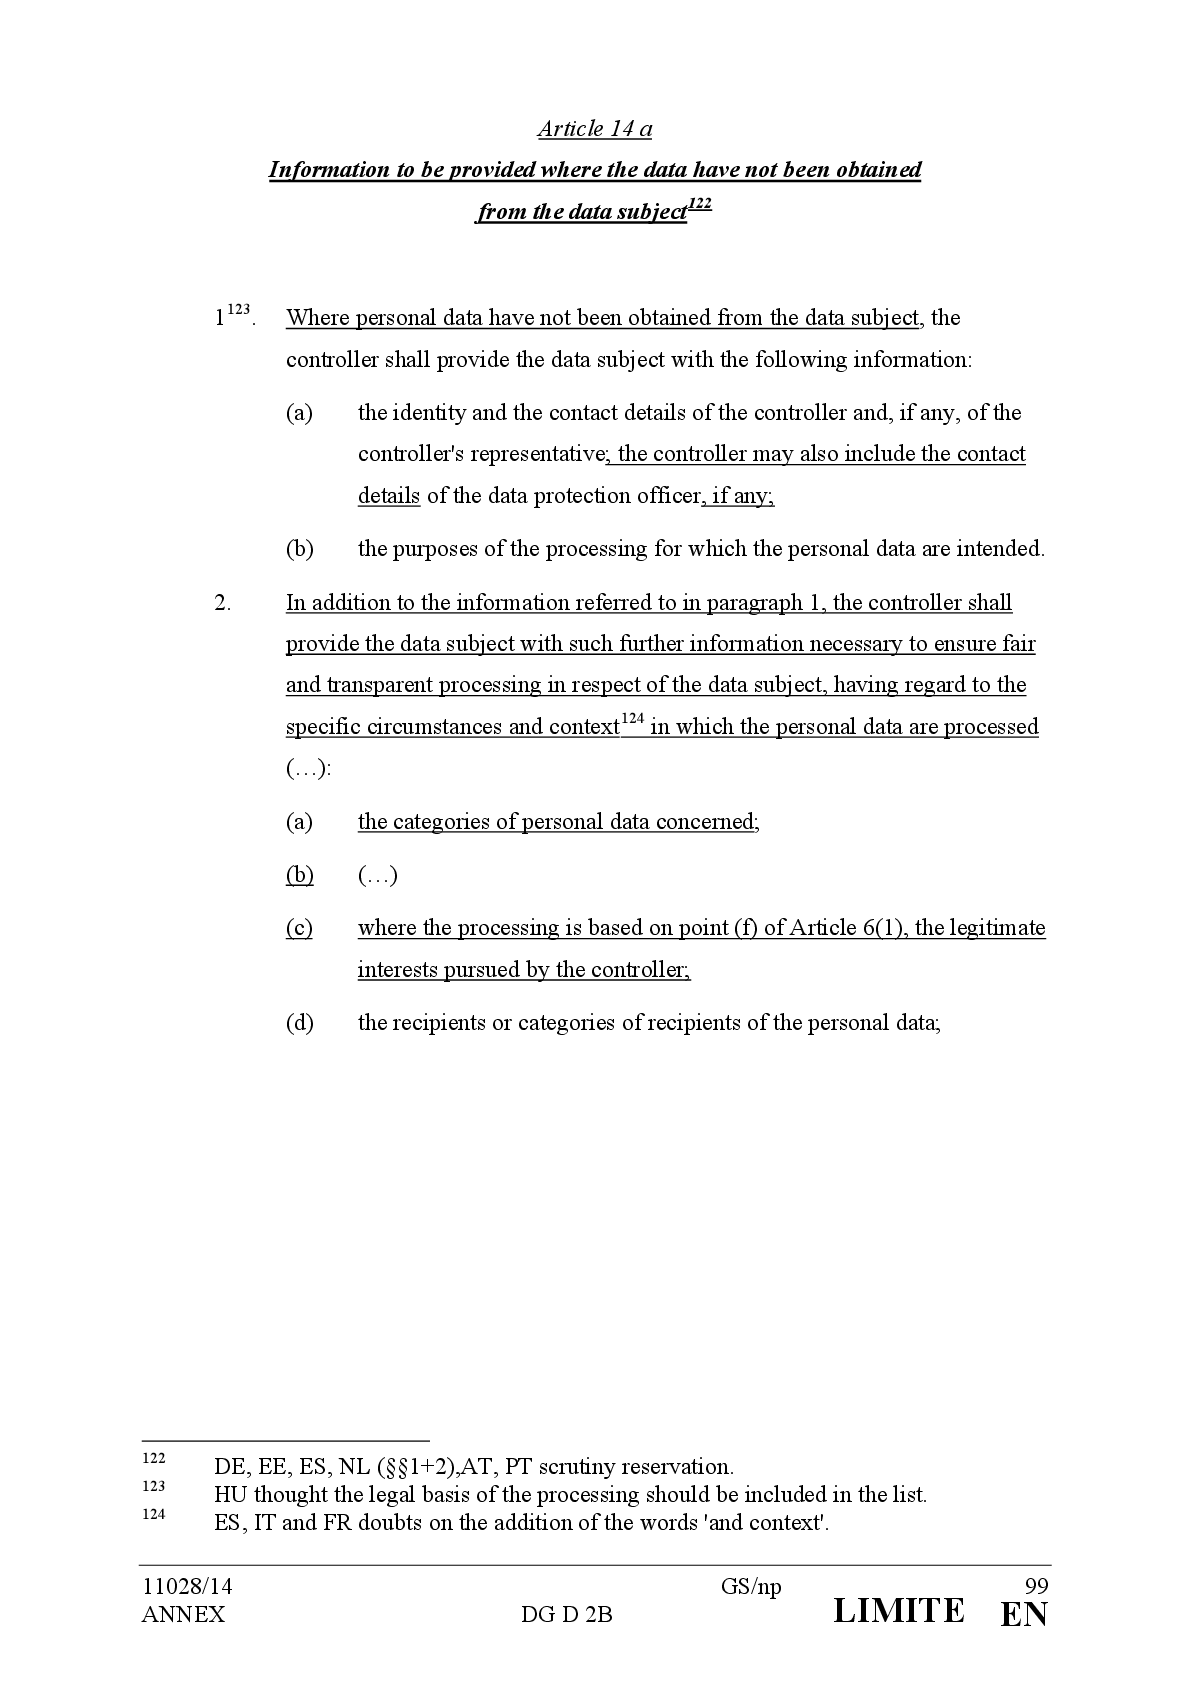 Article 14 a
Information to be provided where the data have not been obtained
from the data subject122
1123. Where personal data have not been obtained from the data subject, the
controller shall provide the data subject with the following information:
(a) the identity and the contact details of the controller and, if any, of the
controller's representative; the controller may also include the contact
details of the data protection officer, if any;
(b) the purposes of the processing for which the personal data are intended.
2. In addition to the information referred to in paragraph 1, the controller shall
provide the data subject with such further information necessary to ensure fair
and transparent processing in respect of the data subject, having regard to the
specific circumstances and context124 in which the personal data are processed
(…):
(a) the categories of personal data concerned;
(b) (…)
(c) where the processing is based on point (f) of Article 6(1), the legitimate
interests pursued by the controller;
(d) the recipients or categories of recipients of the personal data;
122 DE, EE, ES, NL (§§1+2),AT, PT scrutiny reservation.
123 HU thought the legal basis of the processing should be included in the list.
124 ES, IT and FR doubts on the addition of the words 'and context'.
11028/14 GS/np 99
ANNEX DG D 2B LIMITE EN